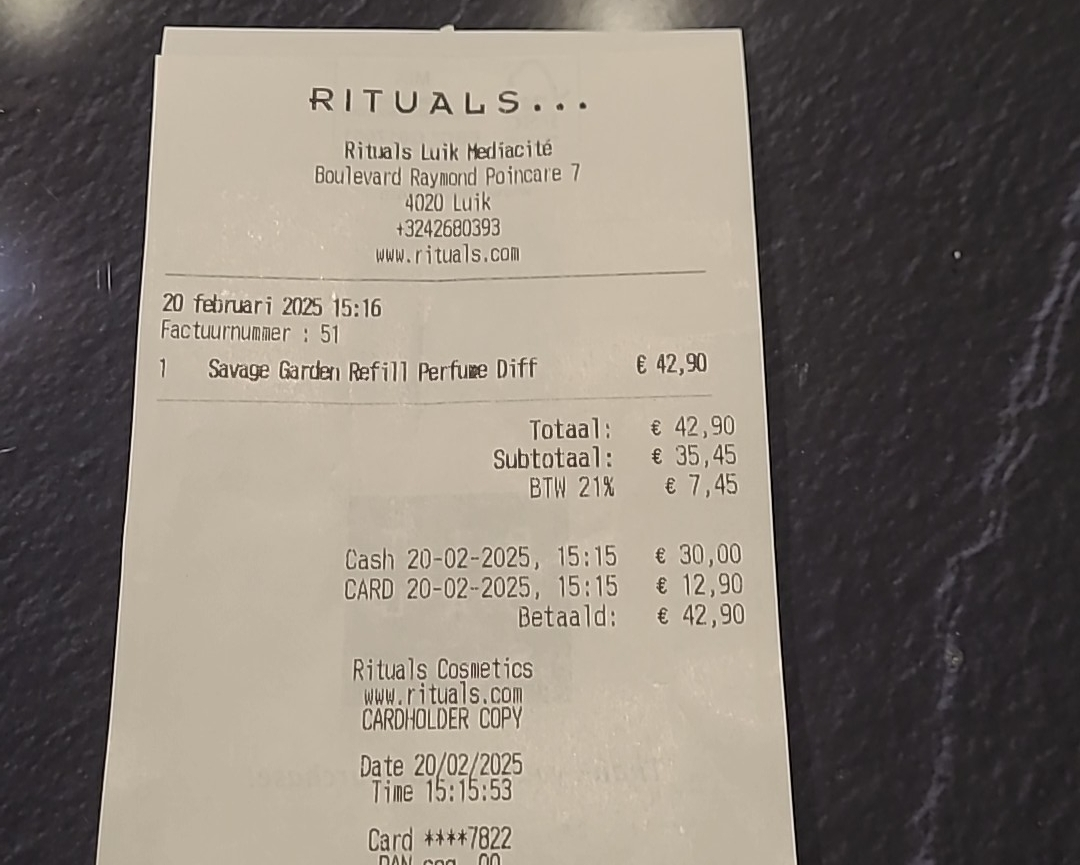 RITUALS...
Rituals Luik Mediacité
Boulevard Raymond Poincare 7
4020 Luik
+3242680393
www.rituals.com
20 februari 2025 15:16
Factuurnummer : 51
1 Savage Garden Refill Perfume Diff € 42,90
Totaal: € 42,90
Subtotaal: € 35,45
BTW 21% € 7,45
Cash 20-02-2025, 15:15 € 30,00
CARD 20-02-2025, 15:15 € 12,90
Betaald: € 42,90
Rituals Cosmetics
www.rituals.com
CARDHOLDER COPY
Date 20/02/2025
Time 15:15:53
Card ****7822
PAN seq. 00